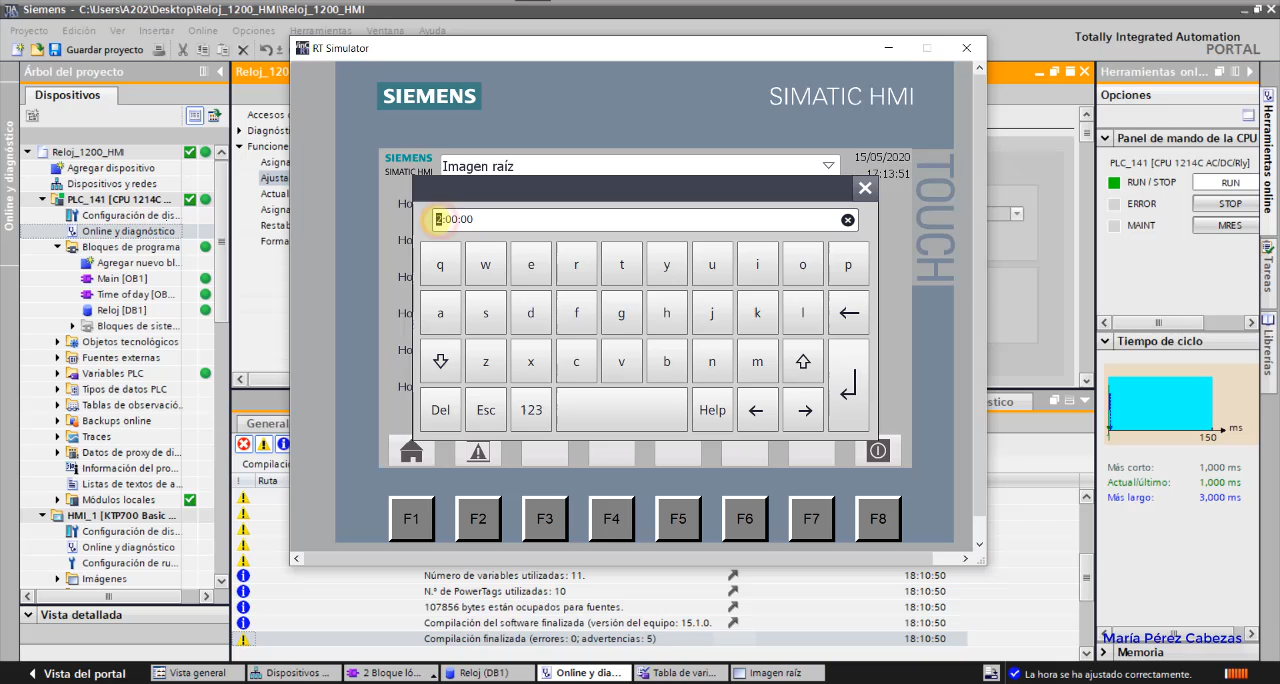 Siemens - C:\Users\A202\Desktop\Reloj_1200_HMI\Reloj_1200_HMI
Proyecto Edición Ver Insertar Online Opciones Herramientas Ventana Ayuda
Guardar proyecto
Totally Integrated Automation
PORTAL
Árbol del proyecto
Dispositivos
Online y diagnóstico
Reloj_1200_HMI
Agregar dispositivo
Dispositivos y redes
PLC_141 [CPU 1214C ...
Configuración de dis...
Online y diagnóstico
Bloques de programa
Agregar nuevo bl...
Main [OB1]
Time of day [OB...
Reloj [DB1]
Bloques de siste...
Objetos tecnológicos
Fuentes externas
Variables PLC
Tipos de datos PLC
Tablas de observació...
Backups online
Traces
Datos de proxy de di...
Información del pro...
Listas de textos de a...
Módulos locales
HMI_1 [KTP700 Basic ...
Configuración de dis...
Online y diagnóstico
Configuración de ru...
Imágenes
Vista detallada
Reloj_120
Accesos o
Diagnósti
Funcione
Asigna
Ajusta
Actual
Asigna
Restab
Forma
General
Compilació
! Ruta
RT Simulator
SIEMENS
SIMATIC HMI
TOUCH
SIEMENS
SIMATIC HMI
Imagen raíz
15/05/2020
17:13:51
Ho
Ho
Ho
Ho
Ho
Ho
:00:00
q w e r t y u i o p
a s d f g h j k l
z x c v b n m
Del Esc 123 Help
F1 F2 F3 F4 F5 F6 F7 F8
óstico
Número de variables utilizadas: 11. 18:10:50
N.º de PowerTags utilizadas: 10 18:10:50
107856 bytes están ocupados para fuentes. 18:10:50
Compilación del software finalizada (versión del equipo: 15.1.0. 18:10:50
Compilación finalizada (errores: 0; advertencias: 5) 18:10:50
Herramientas onl...
Opciones
Panel de mando de la CPU
PLC_141 [CPU 1214C AC/DC/Rly]
RUN / STOP RUN
ERROR STOP
MAINT MRES
Tiempo de ciclo
150 ms
Más corto: 1,000 ms
Actual/último: 1,000 ms
Más largo: 3,000 ms
María Pérez Cabezas
Memoria
Herramientas online
Tareas
Librerías
Vista del portal
Vista general
Dispositivos ...
2 Bloque ló...
Reloj (DB1)
Online y dia...
Tabla de vari...
Imagen raíz
La hora se ha ajustado correctamente.